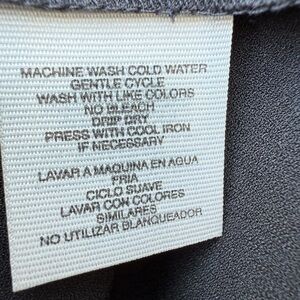 MACHINE WASH COLD WATER
GENTLE CYCLE
WASH WITH LIKE COLORS
NO BLEACH
DRIP DRY
PRESS WITH COOL IRON
IF NECESSARY
LAVAR A MAQUINA EN AGUA
FRIA
CICLO SUAVE
LAVAR CON COLORES
SIMILARES
NO UTILIZAR BLANQUEADOR